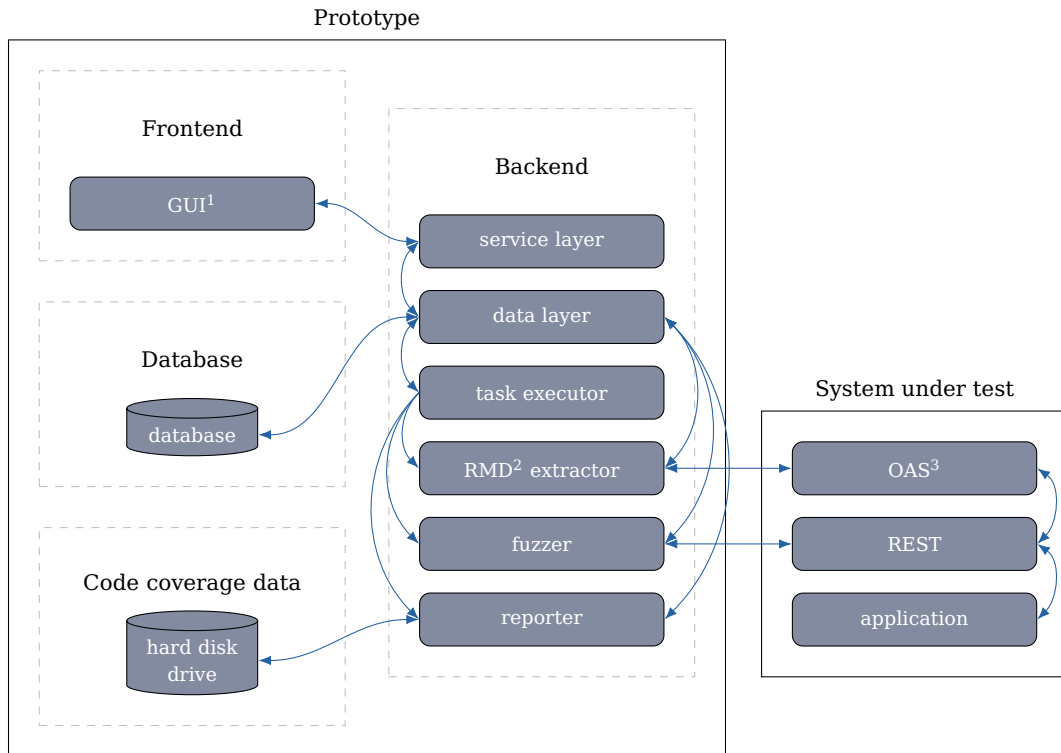 Prototype
Frontend
GUI¹
Database
database
Code coverage data
hard disk
drive
Backend
service layer
data layer
task executor
RMD² extractor
fuzzer
reporter
System under test
OAS³
REST
application